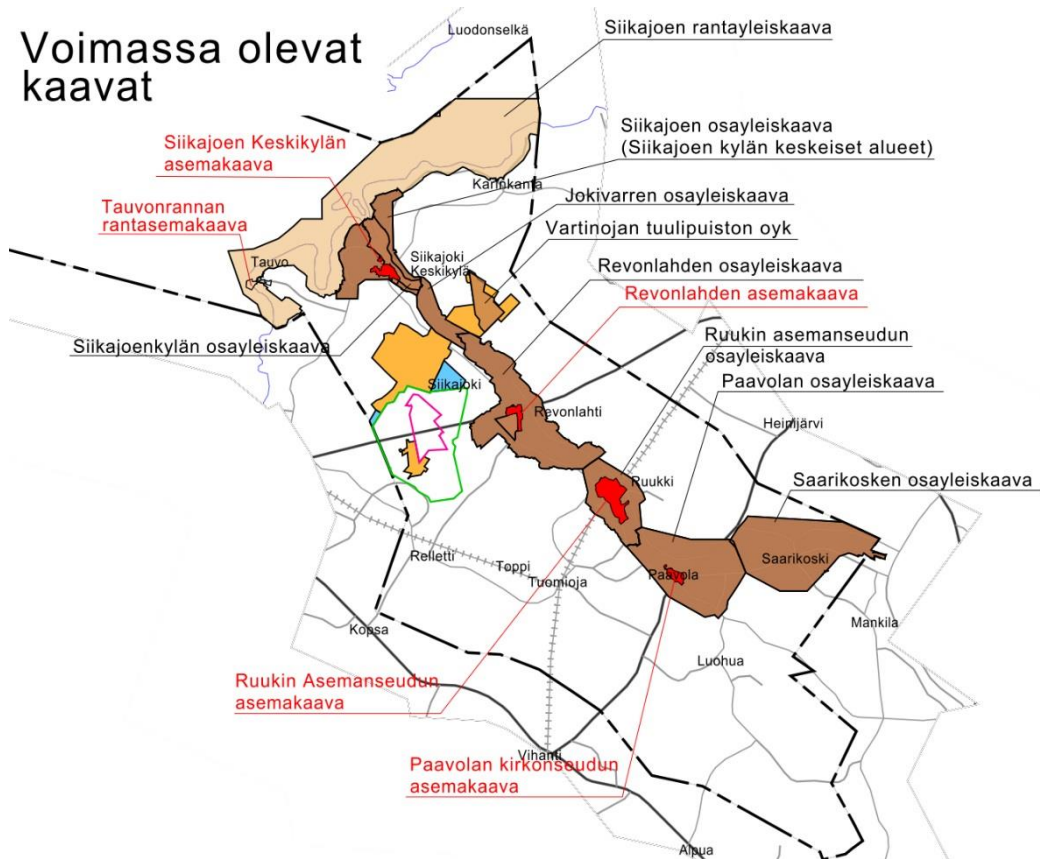 Voimassa olevat
kaavat
Luodonselkä
Siikajoen rantayleiskaava
Siikajoen Keskikylän
asemakaava
Siikajoen osayleiskaava
(Siikajoen kylän keskeiset alueet)
Karinkanta
Jokivarren osayleiskaava
Tauvonrannan
rantasemakaava
Vartinojan tuulipuiston oyk
Tauvo
Siikajoki
Keskikylä
Revonlahden osayleiskaava
Revonlahden asemakaava
Siikajoenkylän osayleiskaava
Ruukin asemanseudun
osayleiskaava
Siikajoki
Paavolan osayleiskaava
Revonlahti
Heinijärvi
Ruukki
Saarikosken osayleiskaava
Relletti
Toppi
Tuomioja
Paavola
Saarikoski
Kopsa
Mankila
Luohua
Ruukin Asemanseudun
asemakaava
Vihanti
Paavolan kirkonseudun
asemakaava
Alpua